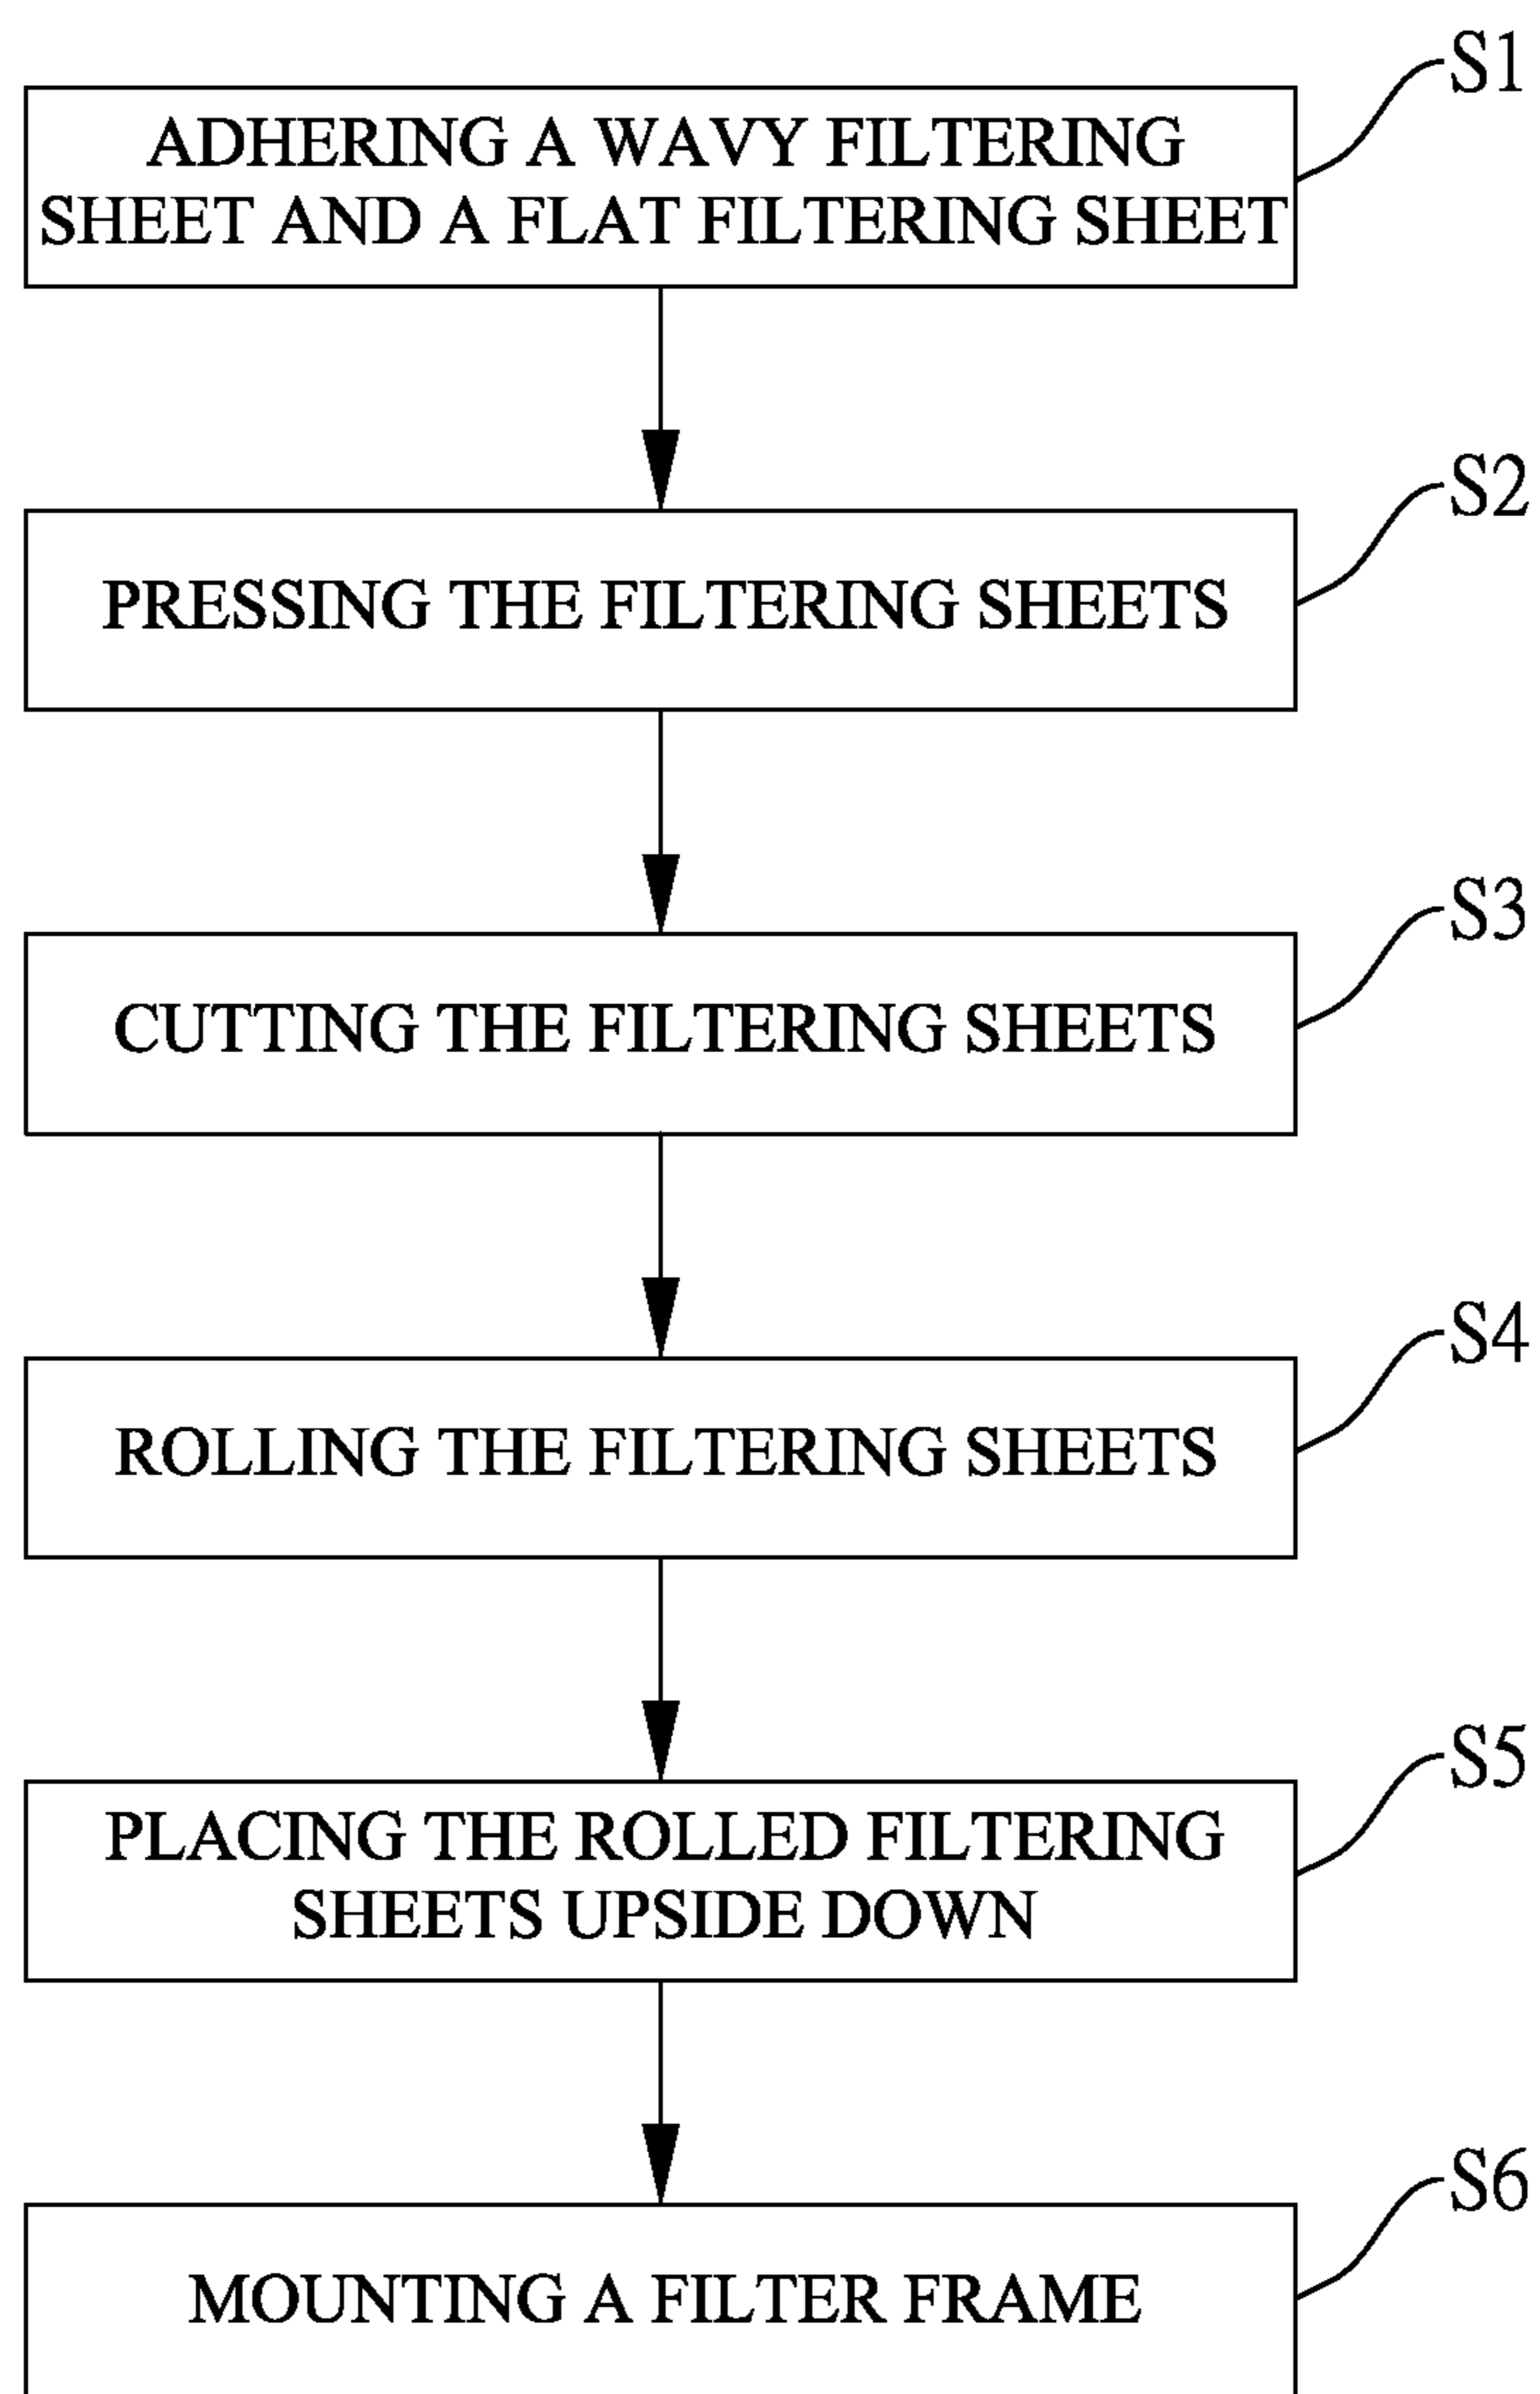 S1
ADHERING A WAVY FILTERING
SHEET AND A FLAT FILTERING SHEET
S2
PRESSING THE FILTERING SHEETS
S3
CUTTING THE FILTERING SHEETS
S4
ROLLING THE FILTERING SHEETS
S5
PLACING THE ROLLED FILTERING
SHEETS UPSIDE DOWN
S6
MOUNTING A FILTER FRAME